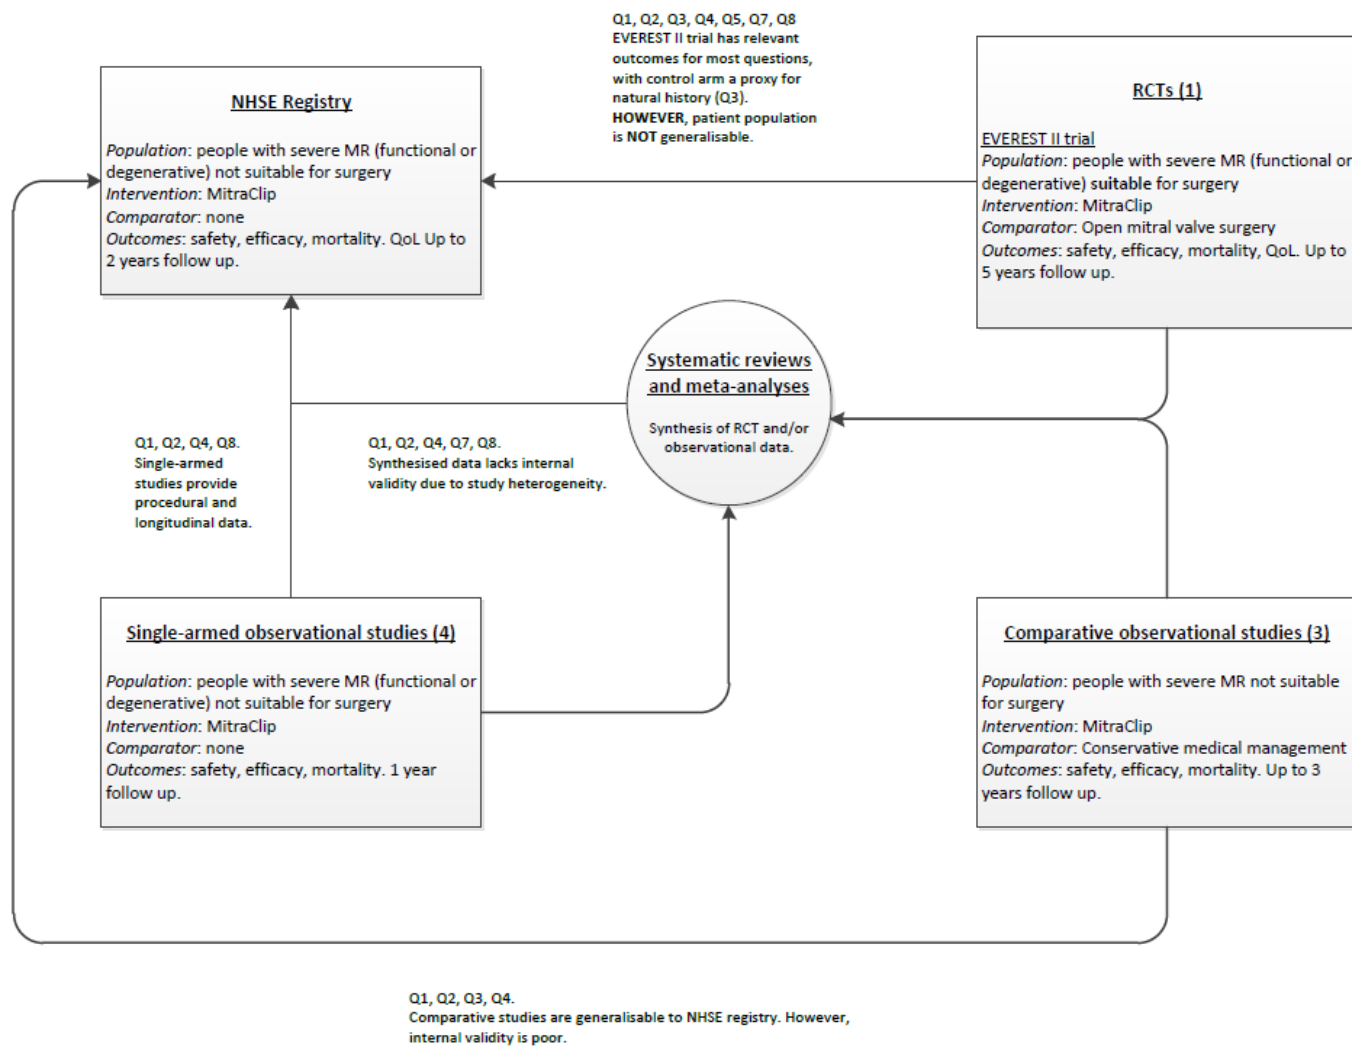 Q1, Q2, Q3, Q4, Q5, Q7, Q8
EVEREST II trial has relevant
outcomes for most questions,
with control arm a proxy for
natural history (Q3).
HOWEVER, patient population
is NOT generalisable.
NHSE Registry
Population: people with severe MR (functional or
degenerative) not suitable for surgery
Intervention: MitraClip
Comparator: none
Outcomes: safety, efficacy, mortality. QoL Up to
2 years follow up.
RCTs (1)
EVEREST II trial
Population: people with severe MR (functional or
degenerative) suitable for surgery
Intervention: MitraClip
Comparator: Open mitral valve surgery
Outcomes: safety, efficacy, mortality, QoL. Up to
5 years follow up.
Systematic reviews
and meta-analyses
Synthesis of RCT and/or
observational data.
Q1, Q2, Q4, Q8.
Single-armed
studies provide
procedural and
longitudinal data.
Q1, Q2, Q4, Q7, Q8.
Synthesised data lacks internal
validity due to study heterogeneity.
Single-armed observational studies (4)
Population: people with severe MR (functional or
degenerative) not suitable for surgery
Intervention: MitraClip
Comparator: none
Outcomes: safety, efficacy, mortality. 1 year
follow up.
Comparative observational studies (3)
Population: people with severe MR not suitable
for surgery
Intervention: MitraClip
Comparator: Conservative medical management
Outcomes: safety, efficacy, mortality. Up to 3
years follow up.
Q1, Q2, Q3, Q4.
Comparative studies are generalisable to NHSE registry. However,
internal validity is poor.